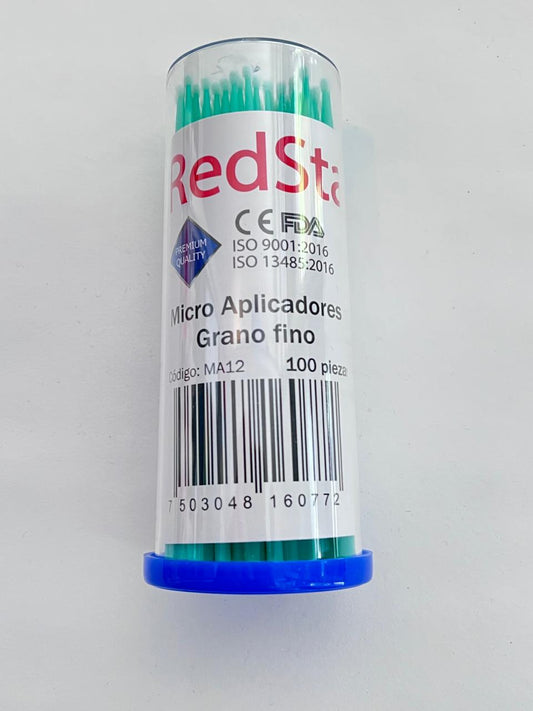 RedSta
CE FDA
ISO 9001:2016
ISO 13485:2016
PREMIUM
QUALITY
Micro Aplicadores
Grano fino
Código: MA12 100 piezas
7 503048 160772